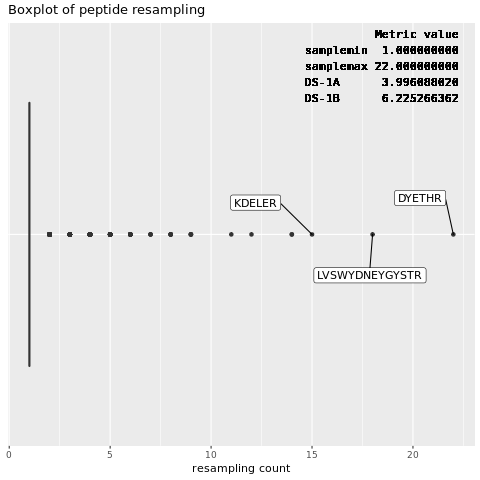 Boxplot of peptide resampling
Metric value
samplemin 1.000000000
samplemax 22.000000000
DS-1A 3.996088020
DS-1B 6.225266362
DYETHR
KDELER
LVSWYDNEYGYSTR
0 5 10 15 20
resampling count